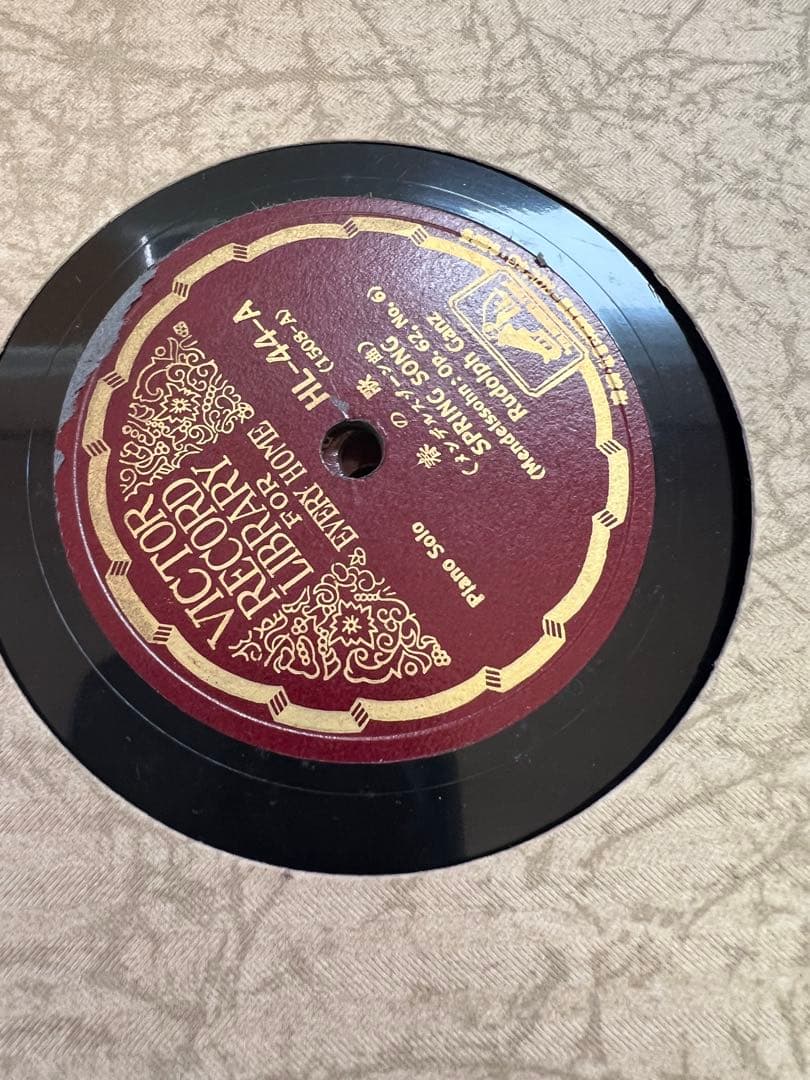 VICTOR
RECORD
LIBRARY
FOR
EVERY HOME
HL-44-A
(1508-A)
Piano Solo
春の歌
(メンデルスゾーン曲)
SPRING SONG
(Mendelssohn: Op. 62, No. 6)
Rudolph Ganz